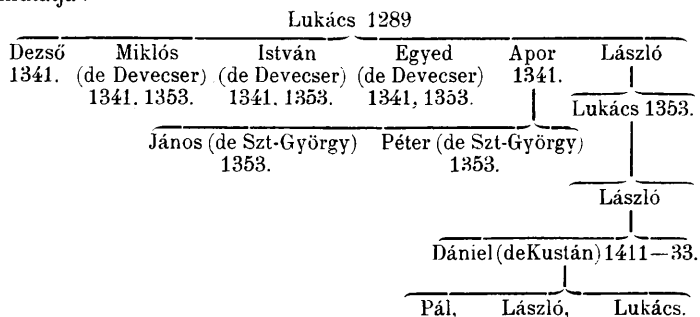 Lukács 1289
Dezső Miklós István Egyed Apor László
1341. (de Devecser) (de Devecser) (de Devecser) 1341.
1341. 1353. 1341. 1353. 1341, 1353.
Lukács 1353.
János (de Szt-György) Péter (de Szt-György)
1353. 1353.
László
Dániel (de Kustán) 1411—33.
Pál, László, Lukács.